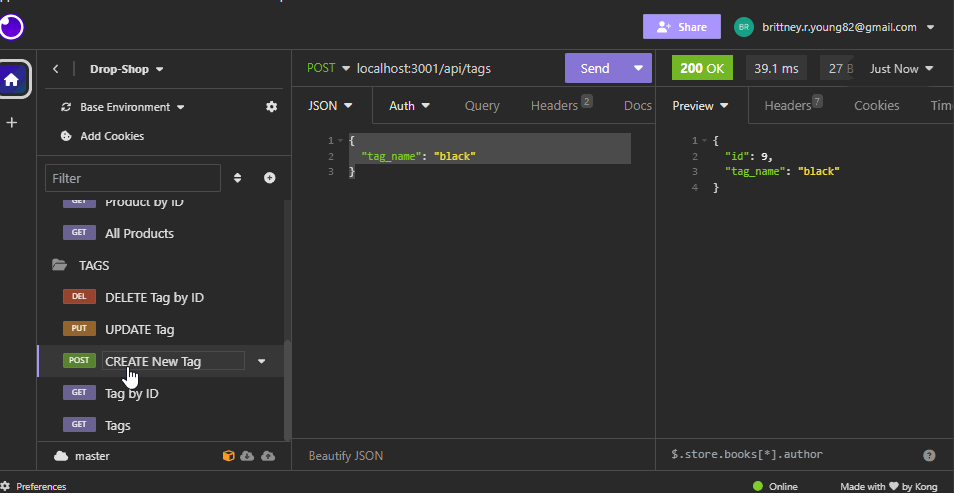 Share
BR
brittney.r.young82@gmail.com
Drop-Shop
POST
localhost:3001/api/tags
Send
200 OK
39.1 ms
27 B
Just Now
Base Environment
Add Cookies
JSON
Auth
Query
Headers 2
Docs
Preview
Headers 7
Cookies
Tim
1 {
2 "tag_name": "black"
3 }
1 {
2 "id": 9,
3 "tag_name": "black"
4 }
Filter
GET Product by ID
GET All Products
TAGS
DEL DELETE Tag by ID
PUT UPDATE Tag
POST CREATE New Tag
GET Tag by ID
GET Tags
master
Beautify JSON
$.store.books[*].author
Preferences
Online
Made with
by Kong